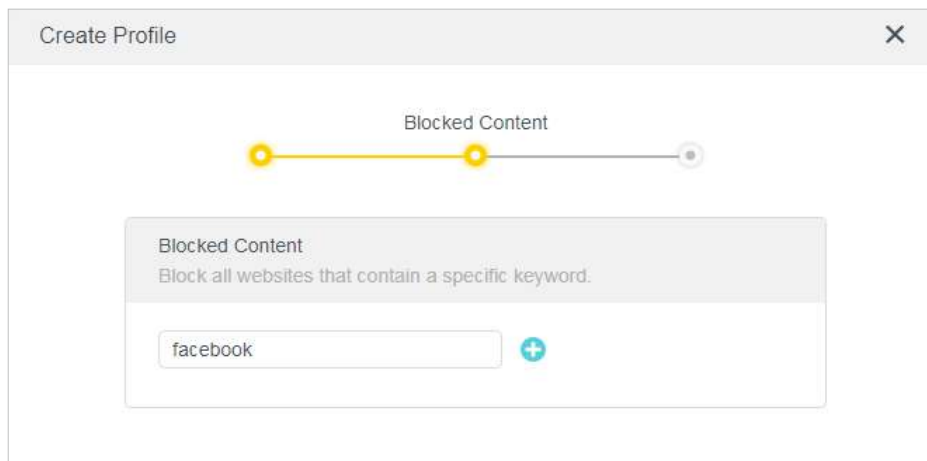 Create Profile
Blocked Content
Blocked Content
Block all websites that contain a specific keyword.
facebook